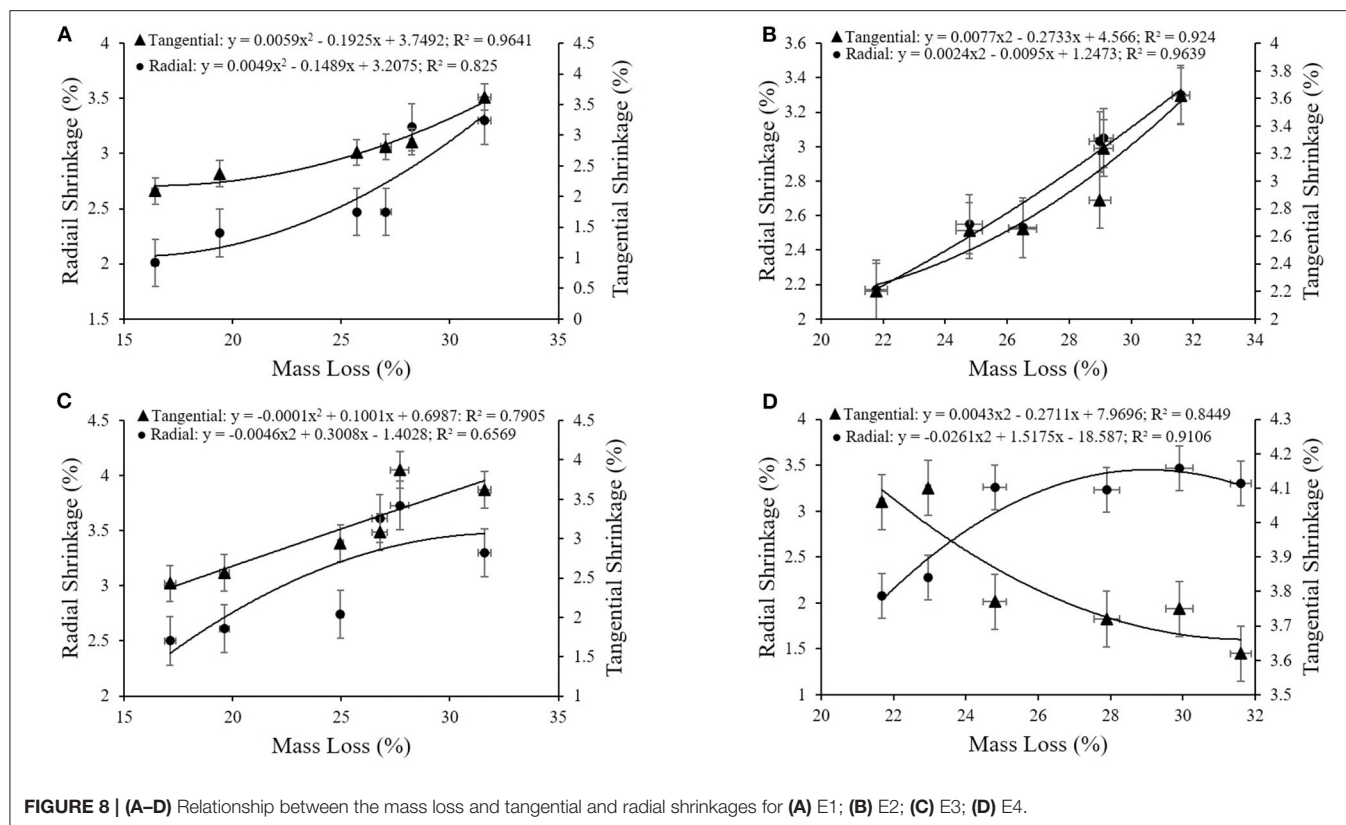 A
▲ Tangential: y = 0.0059x² - 0.1925x + 3.7492; R² = 0.9641
● Radial: y = 0.0049x² - 0.1489x + 3.2075; R² = 0.825
Radiail Shrinkage (%)
4
3.5
3
2.5
2
1.5
4.5
4
3.5
3
2.5
2
1.5
1
0.5
0
Tangential Shrinkage (%)
15 20 25 30 35
Mass Loss (%)
B
▲ Tangential: y = 0.0077x2 - 0.2733x + 4.566; R² = 0.924
● Radial: y = 0.0024x2 - 0.0095x + 1.2473; R² = 0.9639
Radial Shrinkage (%)
3.6
3.4
3.2
3
2.8
2.6
2.4
2.2
2
4
3.8
3.6
3.4
3.2
3
2.8
2.6
2.4
2.2
2
Tangential Shrinkage (%)
20 22 24 26 28 30 32 34
Mass Loss (%)
C
▲ Tangential: y = -0.0001x² + 0.1001x + 0.6987: R² = 0.7905
● Radial: y = -0.0046x2 + 0.3008x - 1.4028; R² = 0.6569
Radial Shrinkage (%)
4.5
4
3.5
3
2.5
2
4.5
4
3.5
3
2.5
2
1.5
1
Tangential Shrinkage (%)
15 20 25 30 35
Mass Loss (%)
D
▲ Tangential: y = 0.0043x2 - 0.2711x + 7.9696; R² = 0.8449
● Radial: y = -0.0261x2 + 1.5175x - 18.587; R² = 0.9106
Radial Shrinkage (%)
4
3.5
3
2.5
2
1.5
1
4.3
4.2
4.1
4
3.9
3.8
3.7
3.6
3.5
Tangential Shrinkage (%)
20 22 24 26 28 30 32
Mass Loss (%)
FIGURE 8 | (A–D) Relationship between the mass loss and tangential and radial shrinkages for (A) E1; (B) E2; (C) E3; (D) E4.